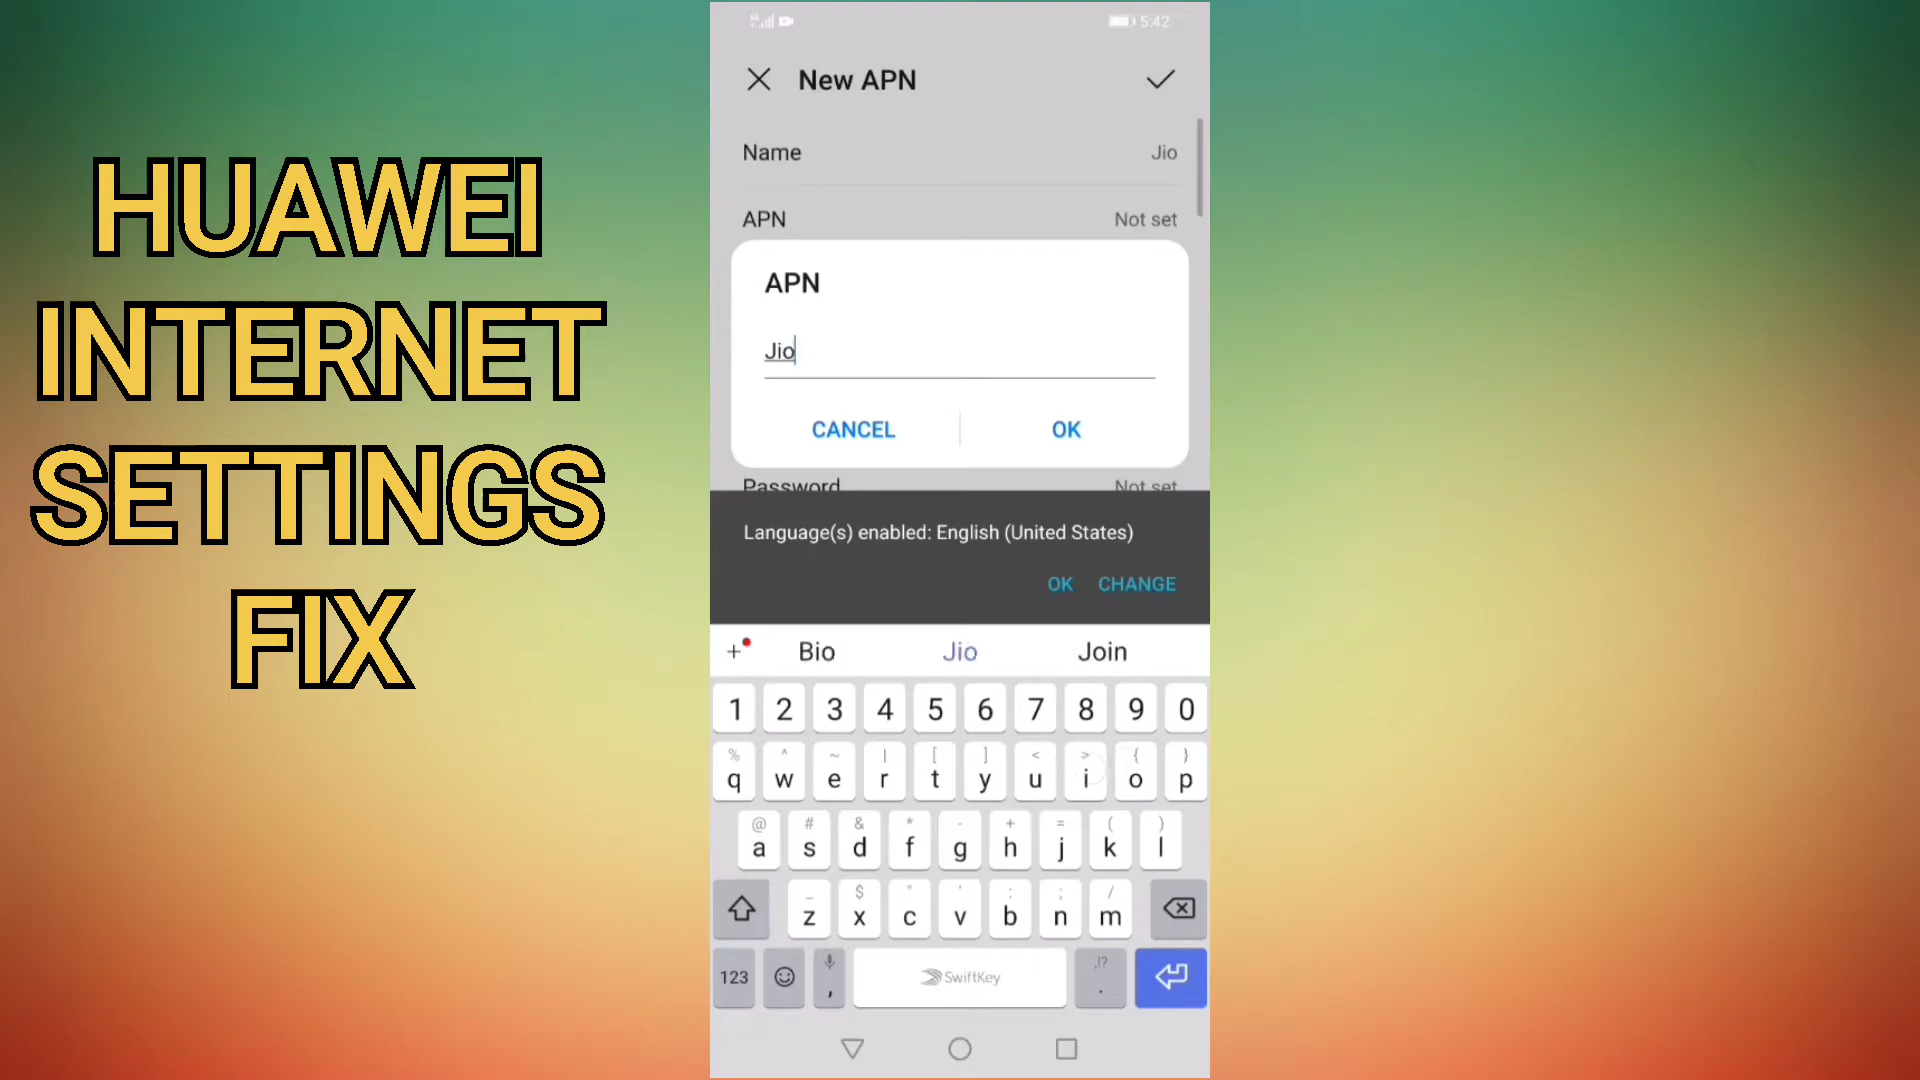 HUAWEI
INTERNET
SETTINGS
FIX
5:42
New APN
Name Jio
APN Not set
APN
Jio
CANCEL OK
Password Not set
Language(s) enabled: English (United States)
OK CHANGE
+ Bio Jio Join
1 2 3 4 5 6 7 8 9 0
% ^ ~ | [ ] < > { }
q w e r t y u i o p
@ # & * - + = ( )
a s d f g h j k l
_ $ " ' : ; /
z x c v b n m
,!?
123 , SwiftKey .